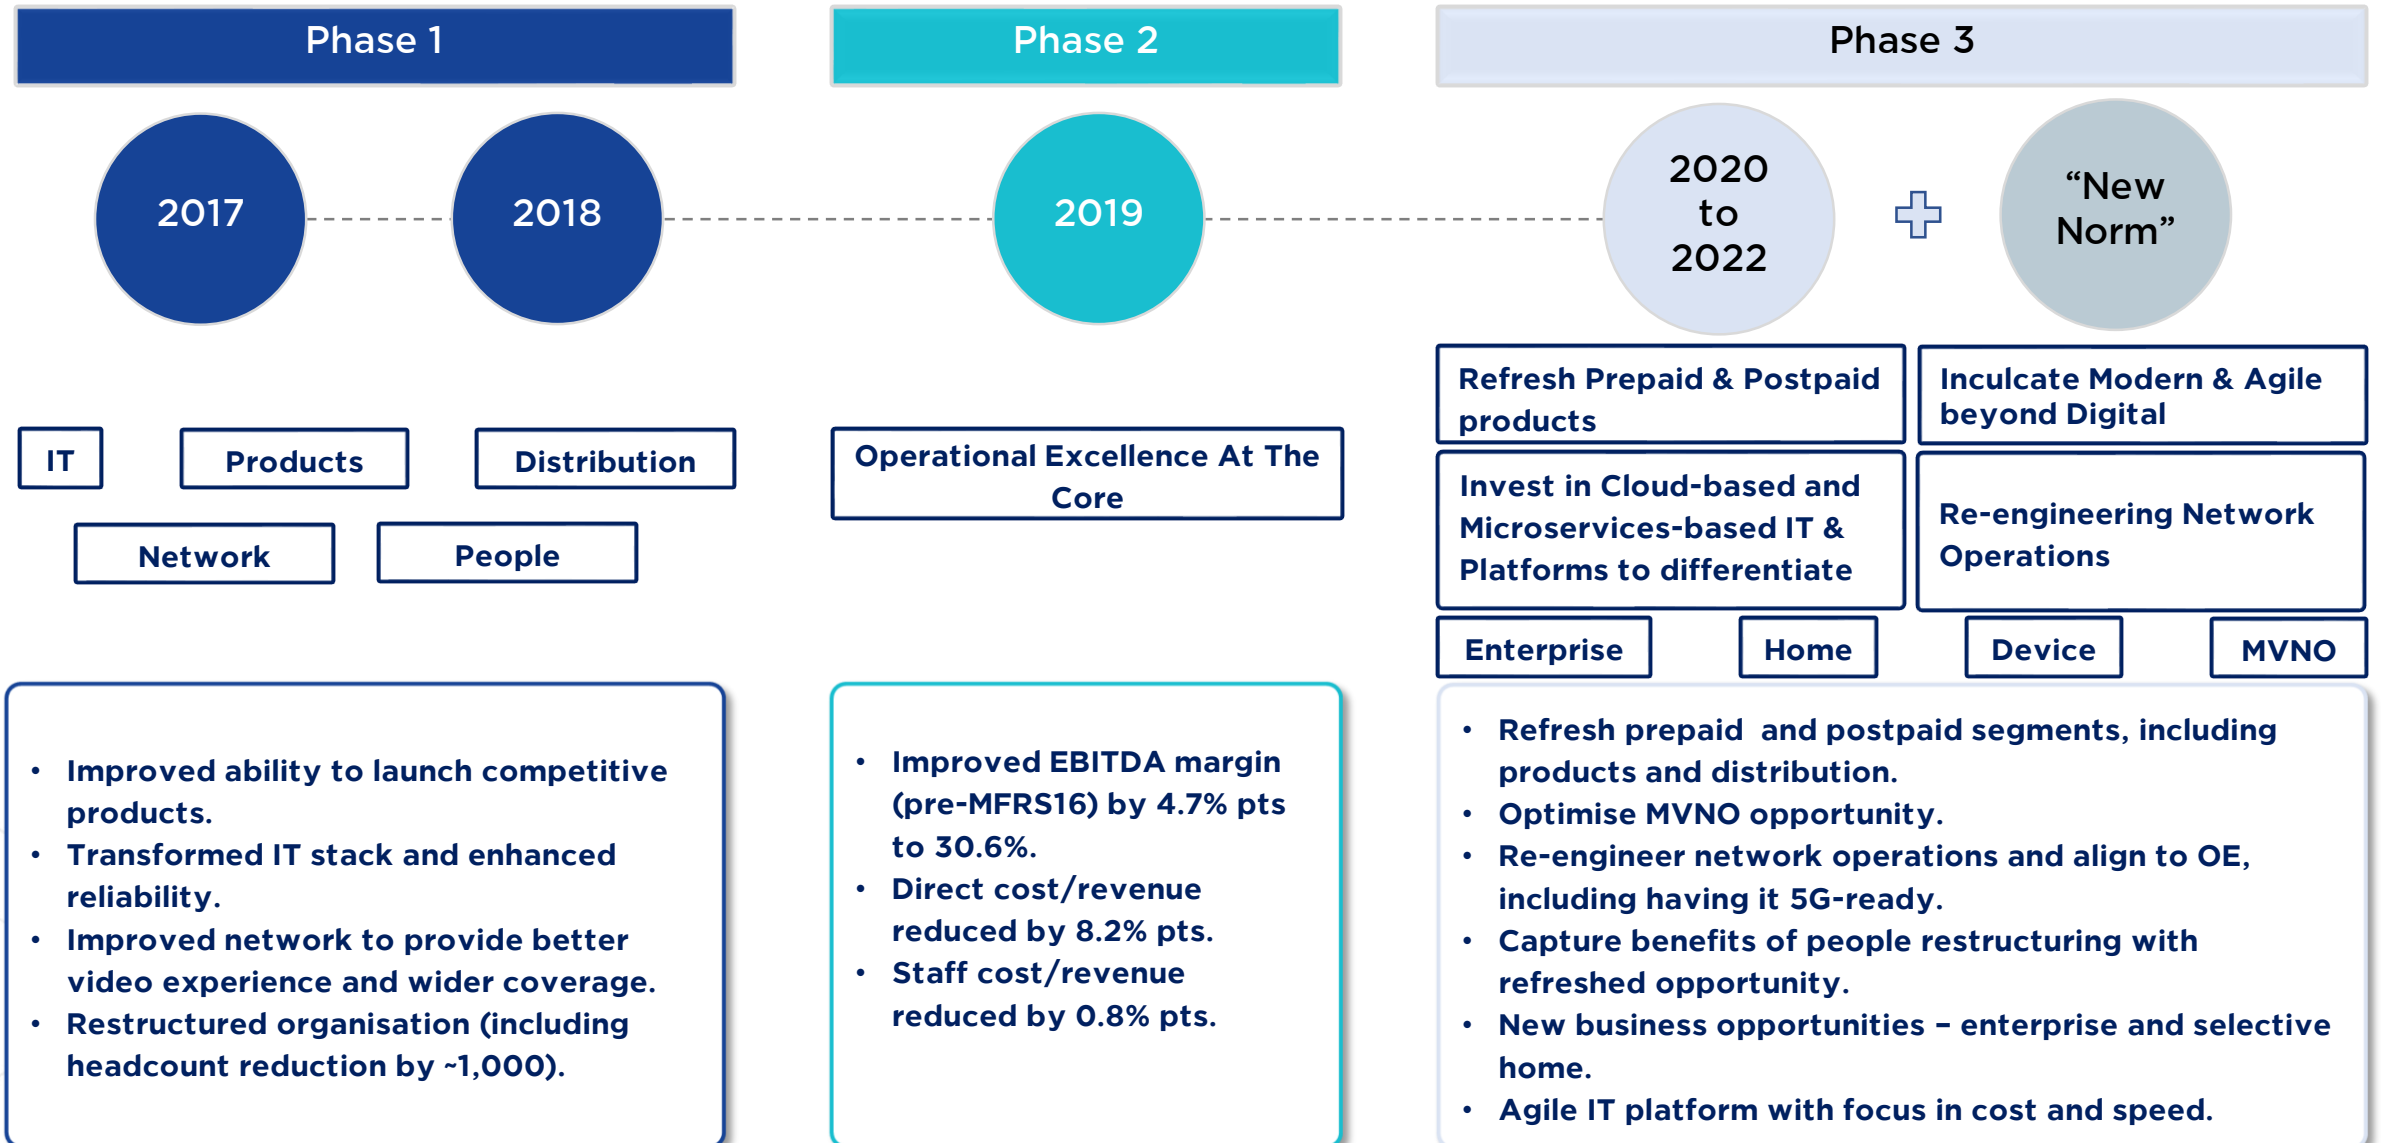 Phase 1
2017
2018
IT
Products
Distribution
Network
People
• Improved ability to launch competitive
products.
• Transformed IT stack and enhanced
reliability.
• Improved network to provide better
video experience and wider coverage.
• Restructured organisation (including
headcount reduction by ~1,000).
Phase 2
2019
Operational Excellence At The
Core
• Improved EBITDA margin
(pre-MFRS16) by 4.7% pts
to 30.6%.
• Direct cost/revenue
reduced by 8.2% pts.
• Staff cost/revenue
reduced by 0.8% pts.
Phase 3
2020
to
2022
“New
Norm”
Refresh Prepaid & Postpaid
products
Inculcate Modern & Agile
beyond Digital
Invest in Cloud-based and
Microservices-based IT &
Platforms to differentiate
Re-engineering Network
Operations
Enterprise
Home
Device
MVNO
• Refresh prepaid and postpaid segments, including
products and distribution.
• Optimise MVNO opportunity.
• Re-engineer network operations and align to OE,
including having it 5G-ready.
• Capture benefits of people restructuring with
refreshed opportunity.
• New business opportunities – enterprise and selective
home.
• Agile IT platform with focus in cost and speed.